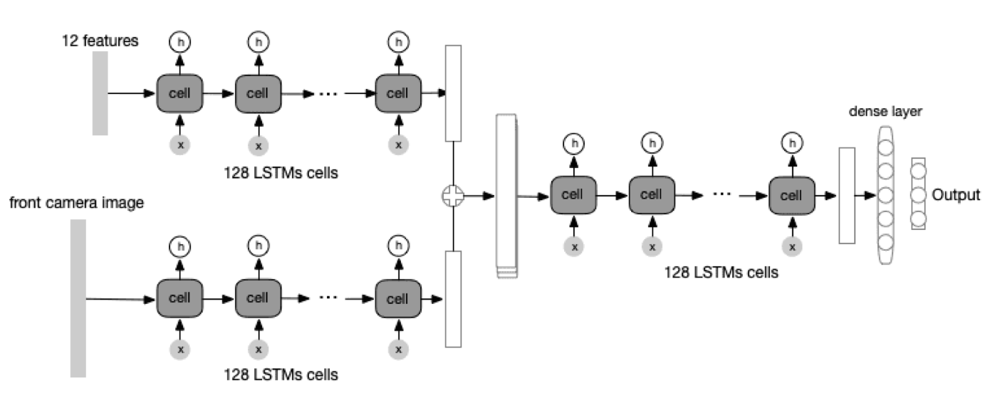 12 features
h
h
h
cell
cell
...
cell
x
x
x
128 LSTMs cells
front camera image
h
h
h
cell
cell
...
cell
x
x
x
128 LSTMs cells
h
h
h
cell
cell
...
cell
x
x
x
128 LSTMs cells
dense layer
Output